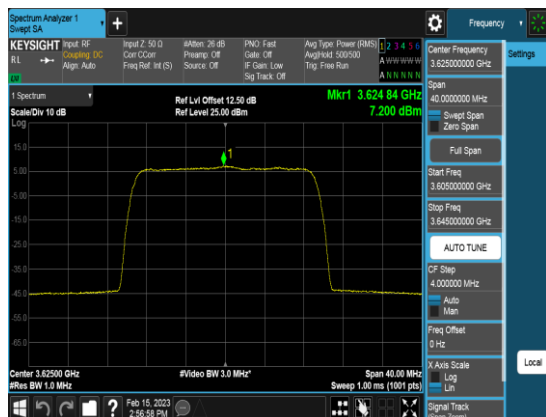 Spectrum Analyzer 1
Swept SA
+
Frequency
KEYSIGHT
RL
Input: RF
Coupling: DC
Align: Auto
Input Z: 50 Ω
Corr CCorr
Freq Ref: Int (S)
#Atten: 26 dB
Preamp: Off
Source: Off
PNO: Fast
Gate: Off
IF Gain: Low
Sig Track: Off
Avg Type: Power (RMS)
Avg|Hold: 500/500
Trig: Free Run
1 2 3 4 5 6
A W W W W W
A N N N N N
1 Spectrum
Scale/Div 10 dB
Ref Lvl Offset 12.50 dB
Ref Level 25.00 dBm
Mkr1 3.624 84 GHz
7.200 dBm
Log
15.0
5.00
-5.00
-15.0
-25.0
-35.0
-45.0
-55.0
-65.0
1
Center 3.62500 GHz
#Res BW 1.0 MHz
#Video BW 3.0 MHz*
Span 40.00 MHz
Sweep 1.00 ms (1001 pts)
Feb 15, 2023
2:56:58 PM
?
Center Frequency
3.625000000 GHz
Span
40.0000000 MHz
Swept Span
Zero Span
Full Span
Start Freq
3.605000000 GHz
Stop Freq
3.645000000 GHz
AUTO TUNE
CF Step
4.000000 MHz
Auto
Man
Freq Offset
0 Hz
X Axis Scale
Log
Lin
Signal Track
Settings
Local